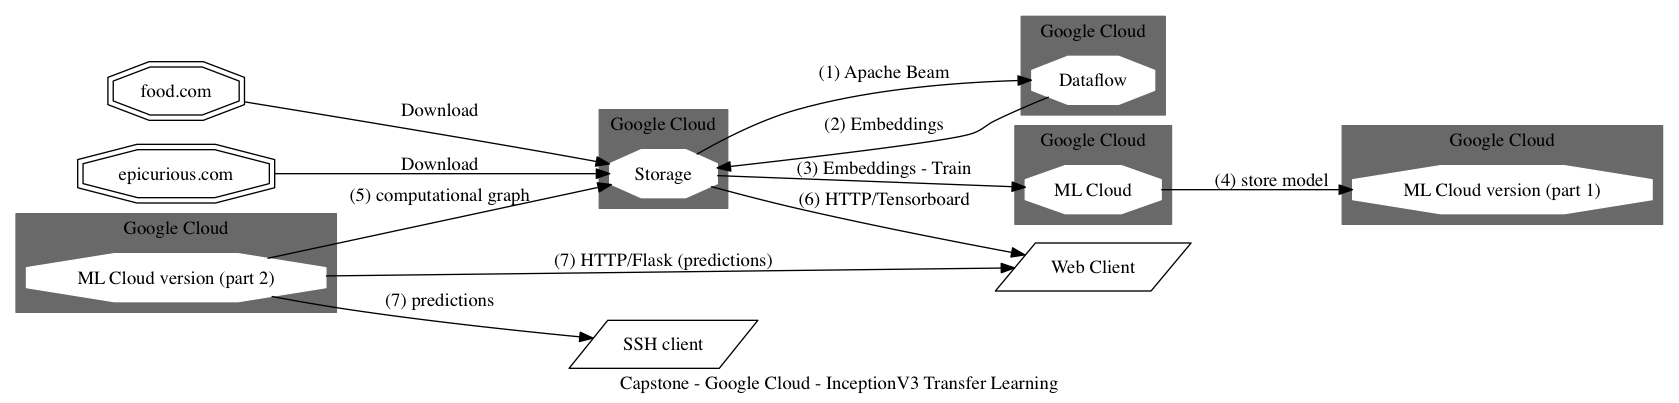 Google Cloud
(1) Apache Beam
Dataflow
food.com
Download
Google Cloud
(2) Embeddings
Google Cloud
Google Cloud
epicurious.com
Download
Storage
(3) Embeddings - Train
ML Cloud
(4) store model
ML Cloud version (part 1)
(5) computational graph
(6) HTTP/Tensorboard
Google Cloud
ML Cloud version (part 2)
(7) HTTP/Flask (predictions)
Web Client
(7) predictions
SSH client
Capstone - Google Cloud - InceptionV3 Transfer Learning